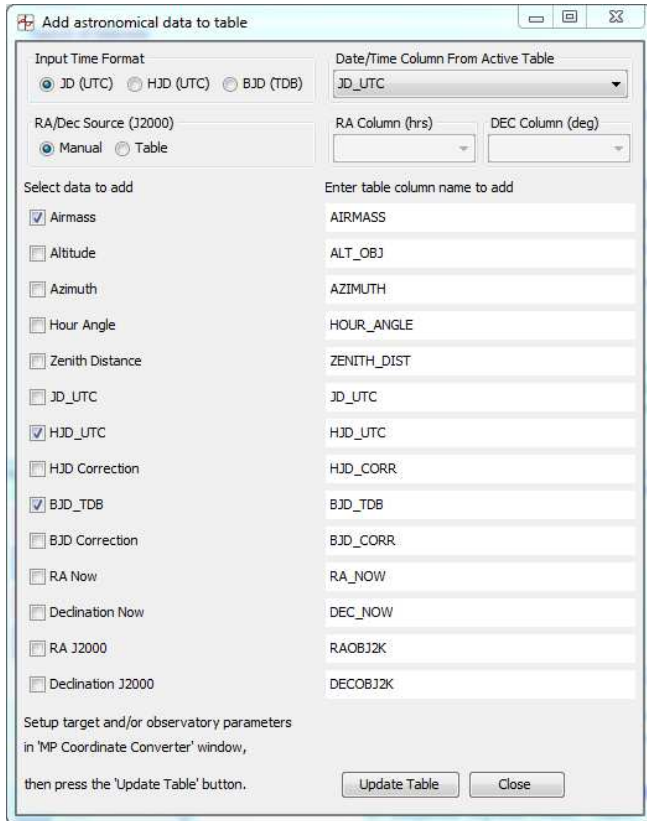 Add astronomical data to table
Input Time Format
Date/Time Column From Active Table
JD (UTC) HJD (UTC) BJD (TDB)
JD_UTC
RA/Dec Source (J2000)
RA Column (hrs)
DEC Column (deg)
Manual Table
Select data to add
Enter table column name to add
Airmass
AIRMASS
Altitude
ALT_OBJ
Azimuth
AZIMUTH
Hour Angle
HOUR_ANGLE
Zenith Distance
ZENITH_DIST
JD_UTC
JD_UTC
HJD_UTC
HJD_UTC
HJD Correction
HJD_CORR
BJD_TDB
BJD_TDB
BJD Correction
BJD_CORR
RA Now
RA_NOW
Declination Now
DEC_NOW
RA J2000
RAOBJ2K
Declination J2000
DECOBJ2K
Setup target and/or observatory parameters
in 'MP Coordinate Converter' window,
then press the 'Update Table' button.
Update Table
Close